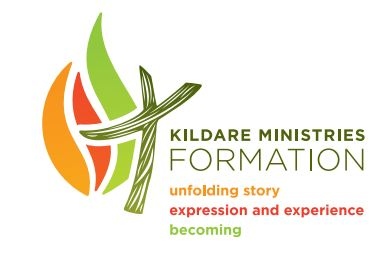 KILDARE MINISTRIES
FORMATION
unfolding story
expression and experience
becoming